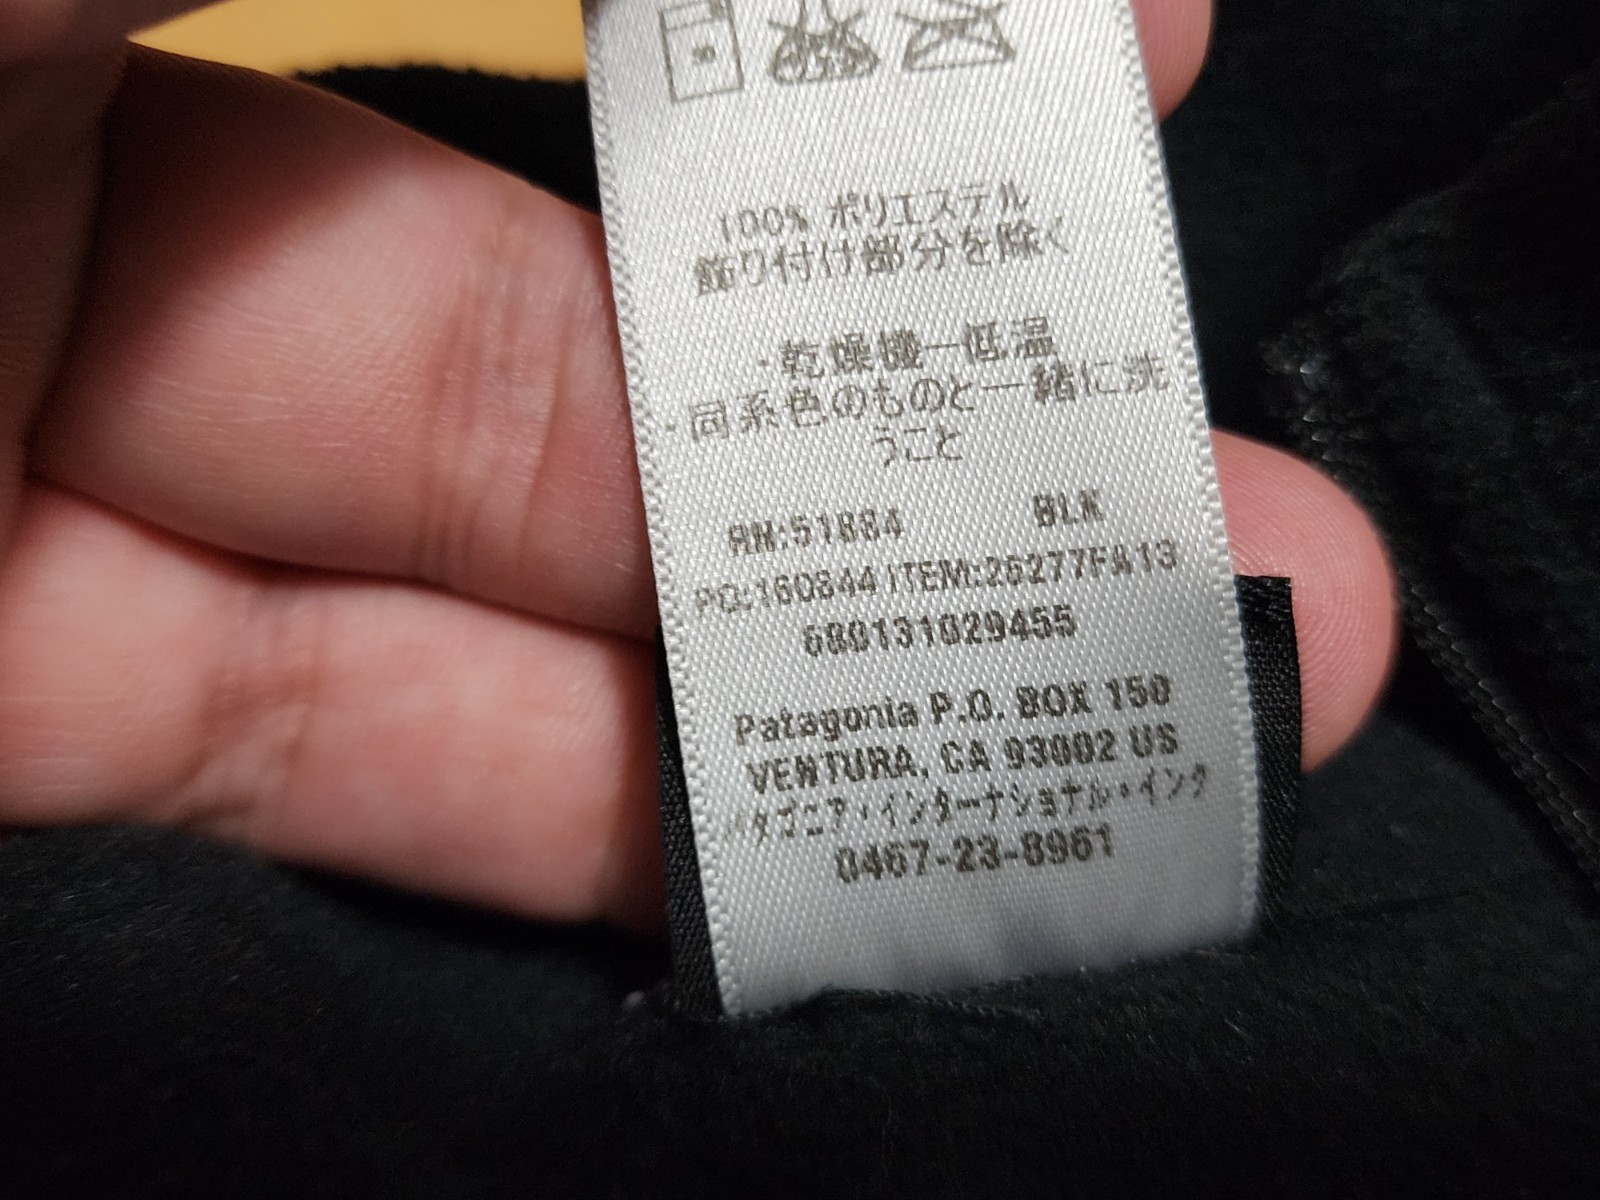 100% ポリエステル
飾り付け部分を除く
・乾燥機ー低温
・同系色のものと一緒に洗
うこと
RN:51884 BLK
PO:160844 ITEM:26277FA13
680131029455
Patagonia P.O. BOX 150
VENTURA, CA 93002 US
パタゴニア・インターナショナル・インク
0467-23-8961